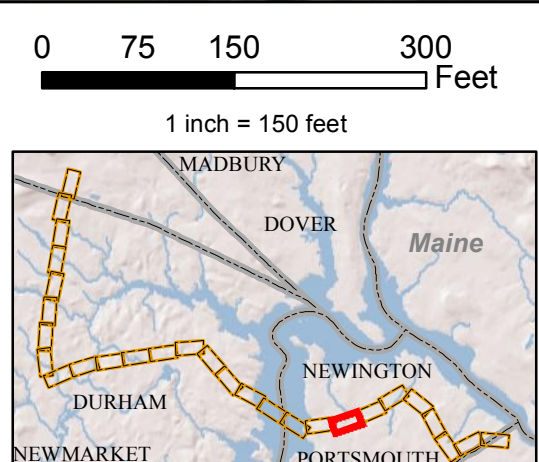 0 75 150 300
Feet
1 inch = 150 feet
MADBURY
DOVER
Maine
NEWINGTON
DURHAM
NEWMARKET
PORTSMOUTH